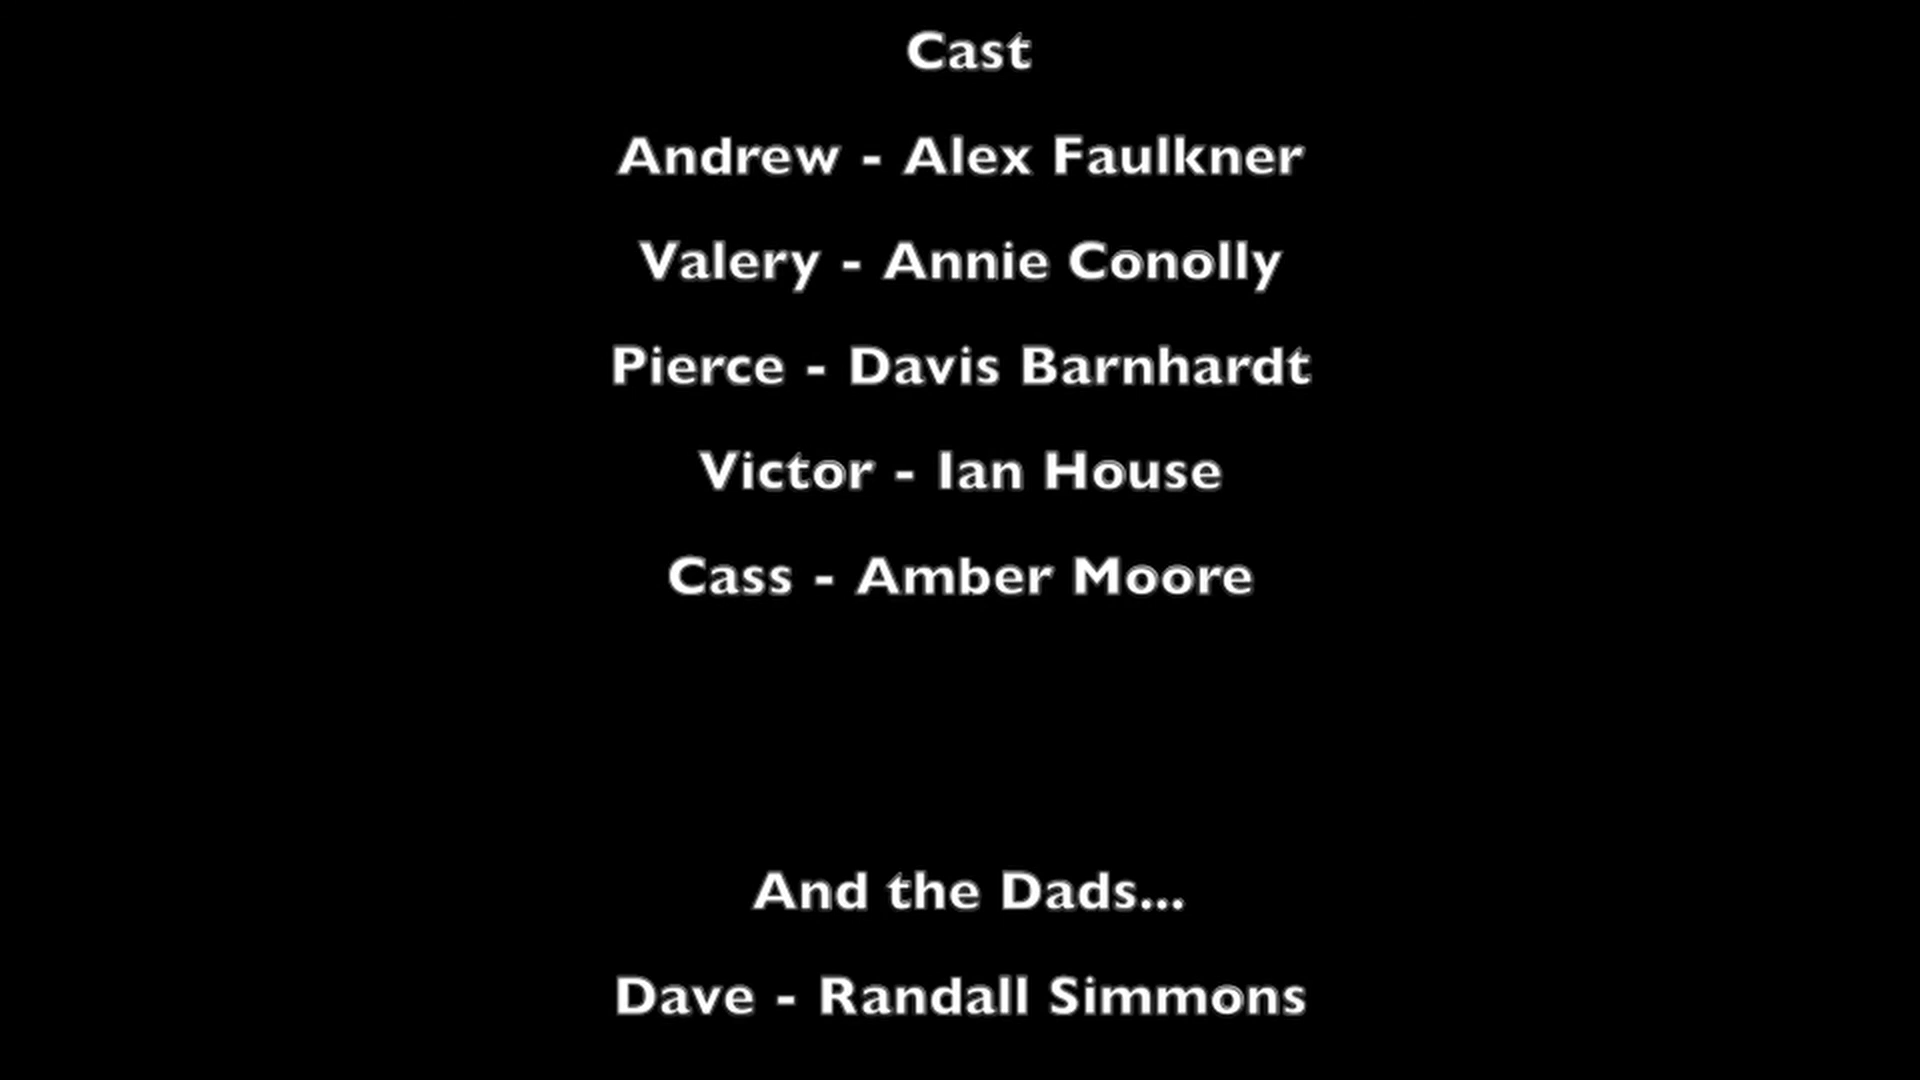 Cast
Andrew - Alex Faulkner
Valery - Annie Conolly
Pierce - Davis Barnhardt
Victor - Ian House
Cass - Amber Moore
And the Dads...
Dave - Randall Simmons